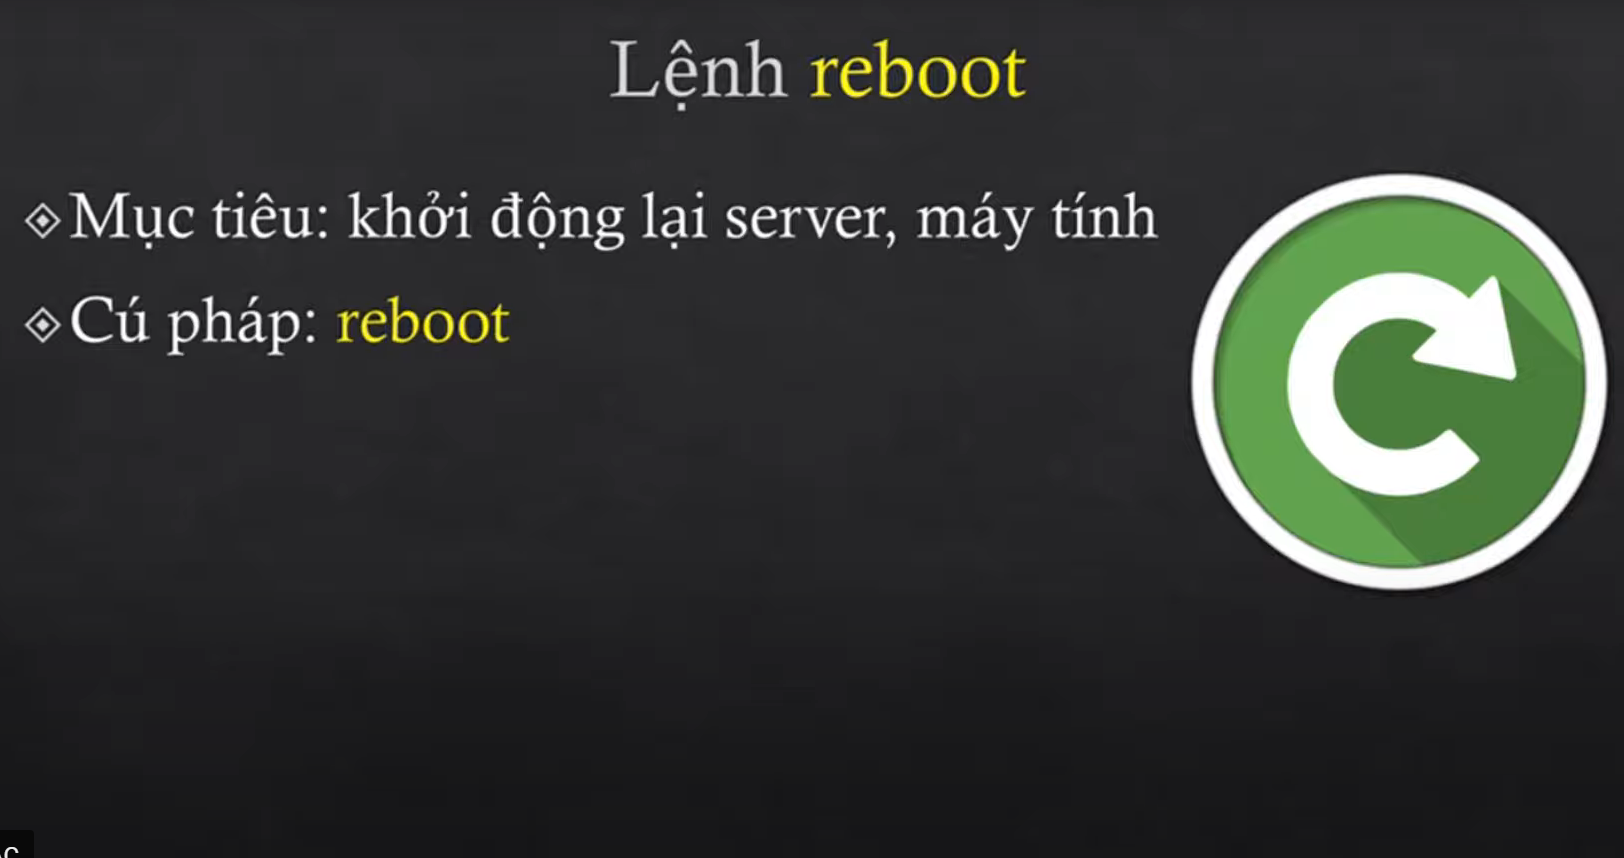 Lệnh reboot
Mục tiêu: khởi động lại server, máy tính
Cú pháp: reboot